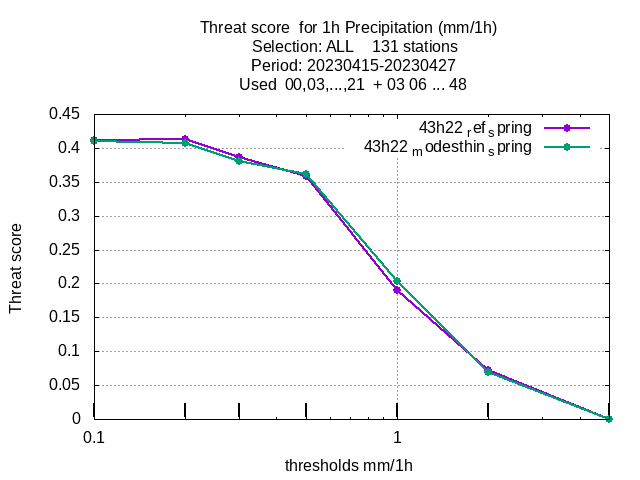 Threat score  for 1h Precipitation (mm/1h)
Selection: ALL    131 stations
Period: 20230415-20230427
Used  00,03,...,21  + 03 06 ... 48
43h22 ref spring
43h22 modesthin spring
0.45
0.4
0.35
0.3
0.25
0.2
0.15
0.1
0.05
0
Threat score
0.1
1
thresholds mm/1h